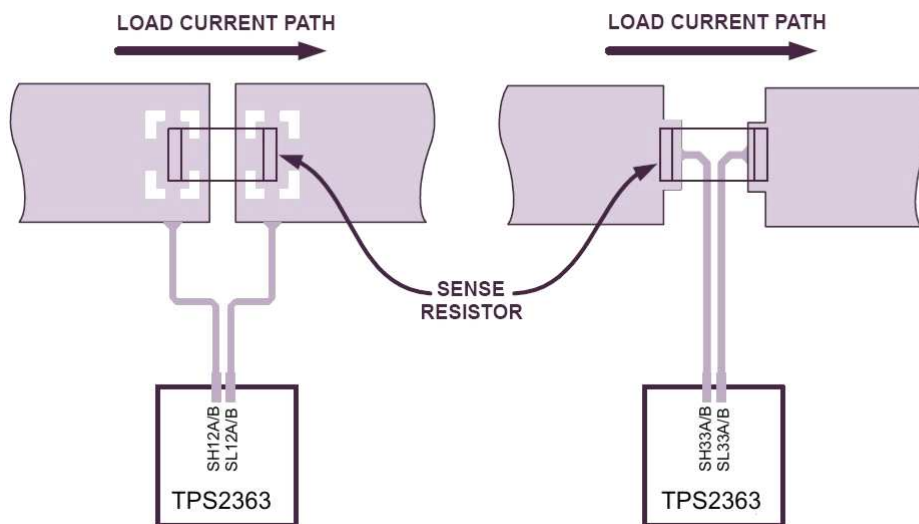 LOAD CURRENT PATH
LOAD CURRENT PATH
SENSE
RESISTOR
SH12A/B
SL12A/B
TPS2363
SH33A/B
SL33A/B
TPS2363